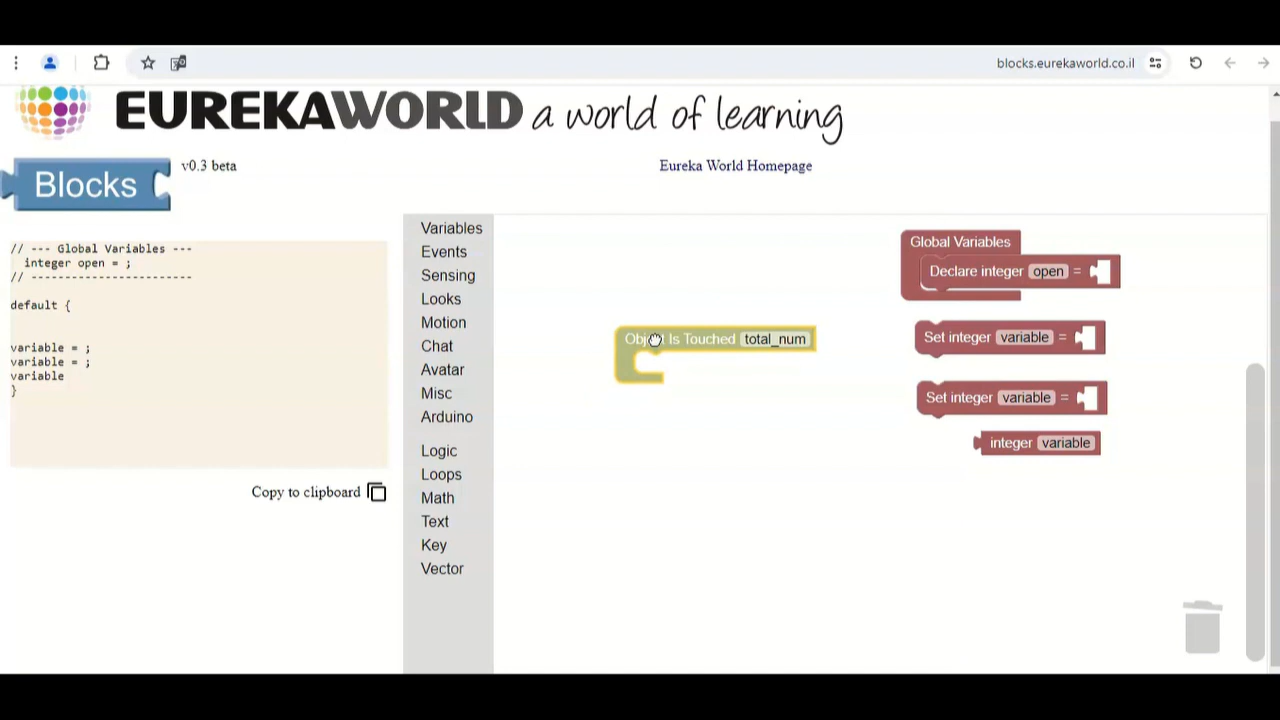 blocks.eurekaworld.co.il
EUREKAWORLD a world of learning
Blocks
v0.3 beta
Eureka World Homepage
// --- Global Variables ---
integer open = ;
// -----------------------
default {
variable = ;
variable = ;
variable
}
Copy to clipboard
Variables
Events
Sensing
Looks
Motion
Chat
Avatar
Misc
Arduino
Logic
Loops
Math
Text
Key
Vector
Object Is Touched total_num
Global Variables
Declare integer open =
Set integer variable =
Set integer variable =
integer variable